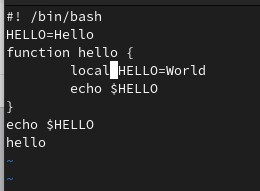 #! /bin/bash
HELLO=Hello
function hello {
        local HELLO=World
        echo $HELLO
}
echo $HELLO
hello
~
~